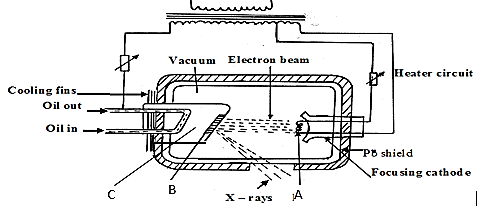 Vacuum Electron beam
Heater circuit
Cooling fins
Oil out
Oil in
Pb shield
Focusing cathode
C B X – rays A